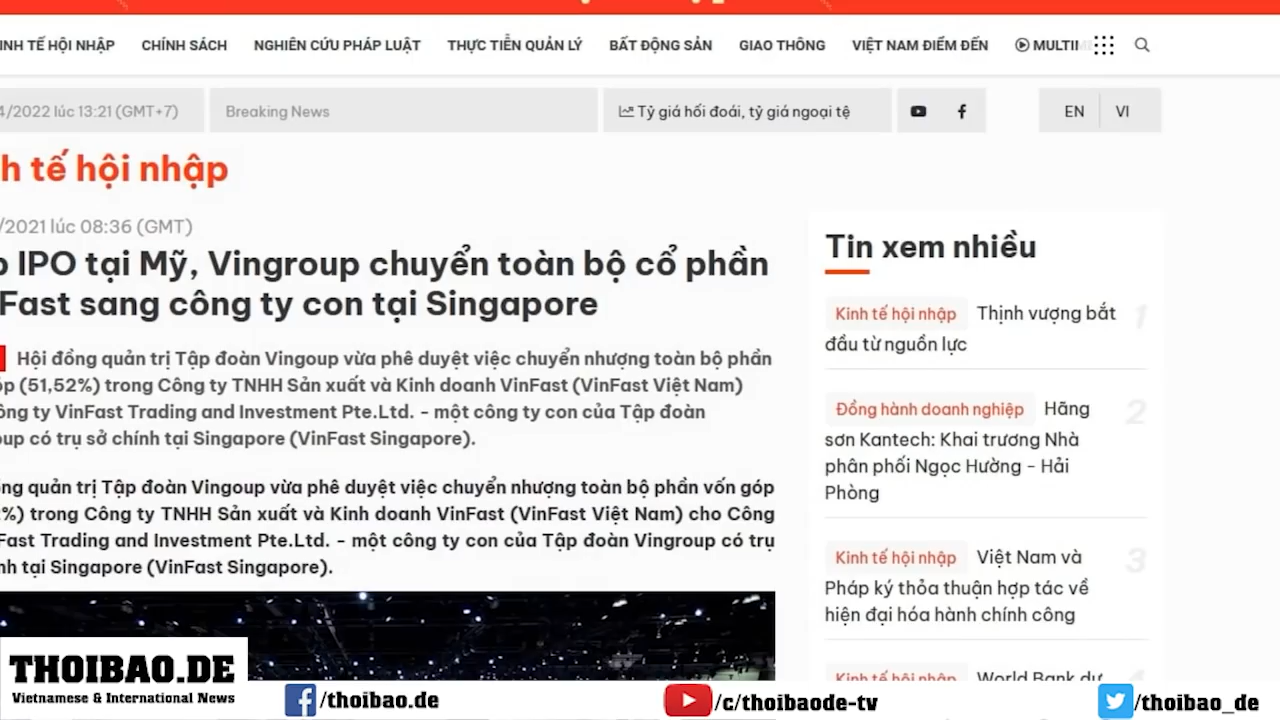 INH TẾ HỘI NHẬP CHÍNH SÁCH NGHIÊN CỨU PHÁP LUẬT THỰC TIỄN QUẢN LÝ BẤT ĐỘNG SẢN GIAO THÔNG VIỆT NAM ĐIỂM ĐẾN MULTIME
4/2022 lúc 13:21 (GMT+7) Breaking News Tỷ giá hối đoái, tỷ giá ngoại tệ EN VI
h tế hội nhập
/2021 lúc 08:36 (GMT)
IPO tại Mỹ, Vingroup chuyển toàn bộ cổ phần
Fast sang công ty con tại Singapore
Hội đồng quản trị Tập đoàn Vingoup vừa phê duyệt việc chuyển nhượng toàn bộ phần
óp (51,52%) trong Công ty TNHH Sản xuất và Kinh doanh VinFast (VinFast Việt Nam)
ông ty VinFast Trading and Investment Pte.Ltd. - một công ty con của Tập đoàn
oup có trụ sở chính tại Singapore (VinFast Singapore).
ng quản trị Tập đoàn Vingoup vừa phê duyệt việc chuyển nhượng toàn bộ phần vốn góp
%) trong Công ty TNHH Sản xuất và Kinh doanh VinFast (VinFast Việt Nam) cho Công
Fast Trading and Investment Pte.Ltd. - một công ty con của Tập đoàn Vingroup có trụ
nh tại Singapore (VinFast Singapore).
Tin xem nhiều
Kinh tế hội nhập Thịnh vượng bắt 1
đầu từ nguồn lực
Đồng hành doanh nghiệp Hãng 2
sơn Kantech: Khai trương Nhà
phân phối Ngọc Hường - Hải
Phòng
Kinh tế hội nhập Việt Nam và 3
Pháp ký thỏa thuận hợp tác về
hiện đại hóa hành chính công
Kinh tế hội nhập World Bank dự
THOIBAO.DE
Vietnamese & International News
/thoibao.de /c/thoibaode-tv /thoibao_de